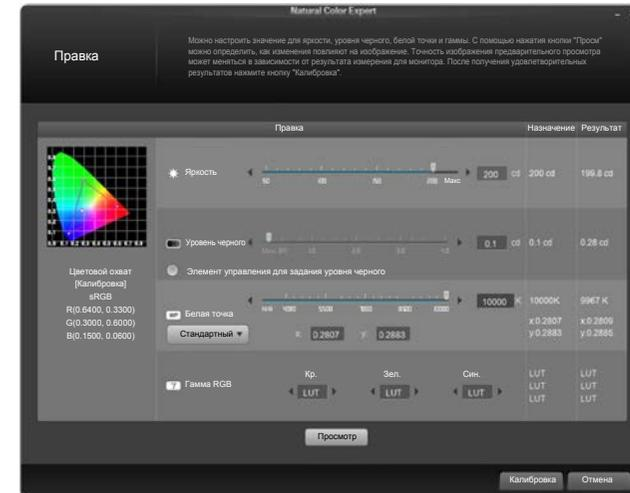 Natural Color Expert
Правка
Можно настроить значение для яркости, уровня черного, белой точки и гаммы. С помощью нажатия кнопки "Просм"
можно определить, как изменения повлияют на изображение. Точность изображения предварительного просмотра
может меняться в зависимости от результата измерения для монитора. После получения удовлетворительных
результатов нажмите кнопку "Калибровка".
Правка Назначение Результат
Яркость 50 200 Макс 200 cd 200 cd 199.8 cd
Уровень черного 0.1 cd 0.1 cd 0.28 cd
Элемент управления для задания уровня черного
Цветовой охват
[Калибровка]
sRGB
R(0.6400, 0.3300)
G(0.3000, 0.6000)
B(0.1500, 0.0600)
Белая точка 10000 K 10000K 9967 K
Стандартный x: 0.2807 y: 0.2883 x:0.2807 x:0.2809
y:0.2883 y:0.2885
Кр. Зел. Син.
Гамма RGB LUT LUT LUT
LUT LUT
LUT LUT
LUT LUT
Просмотр
Калибровка Отмена